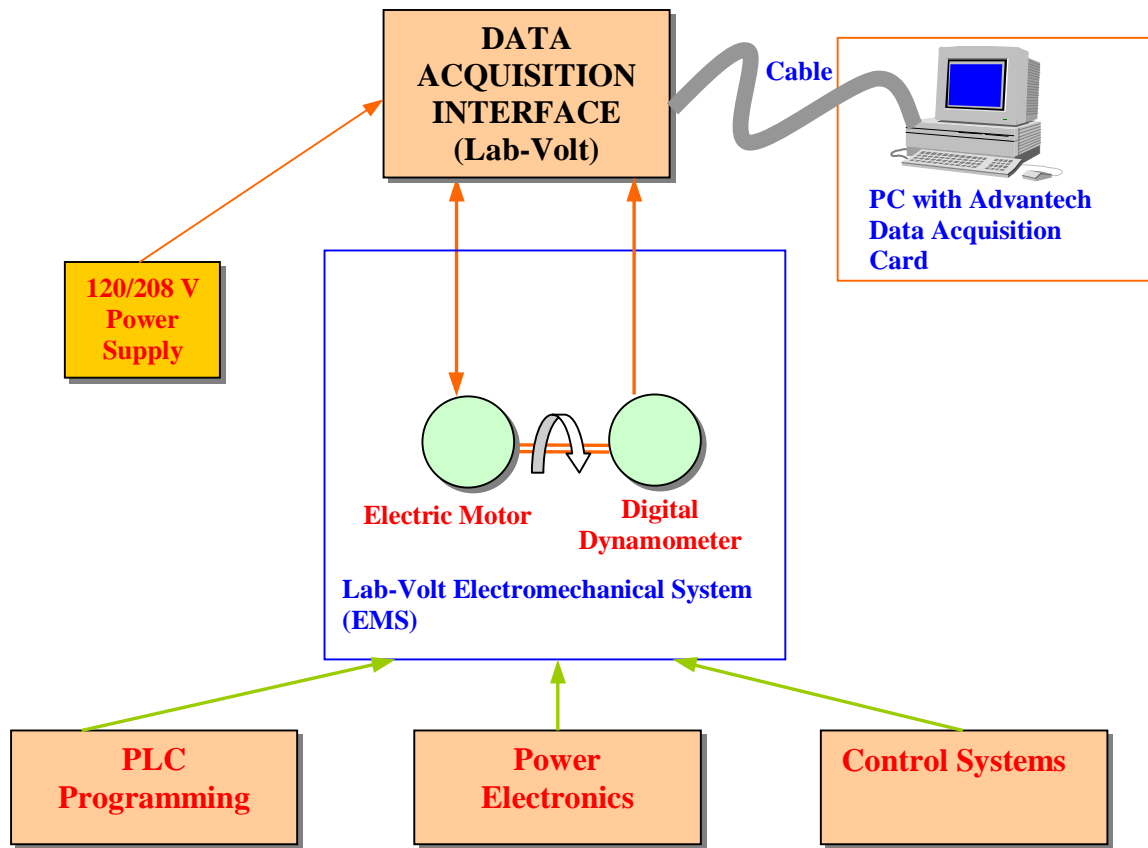 DATA
ACQUISITION
INTERFACE
(Lab-Volt)
Cable
PC with Advantech
Data Acquisition
Card
120/208 V
Power
Supply
Electric Motor
Digital
Dynamometer
Lab-Volt Electromechanical System
(EMS)
PLC
Programming
Power
Electronics
Control Systems